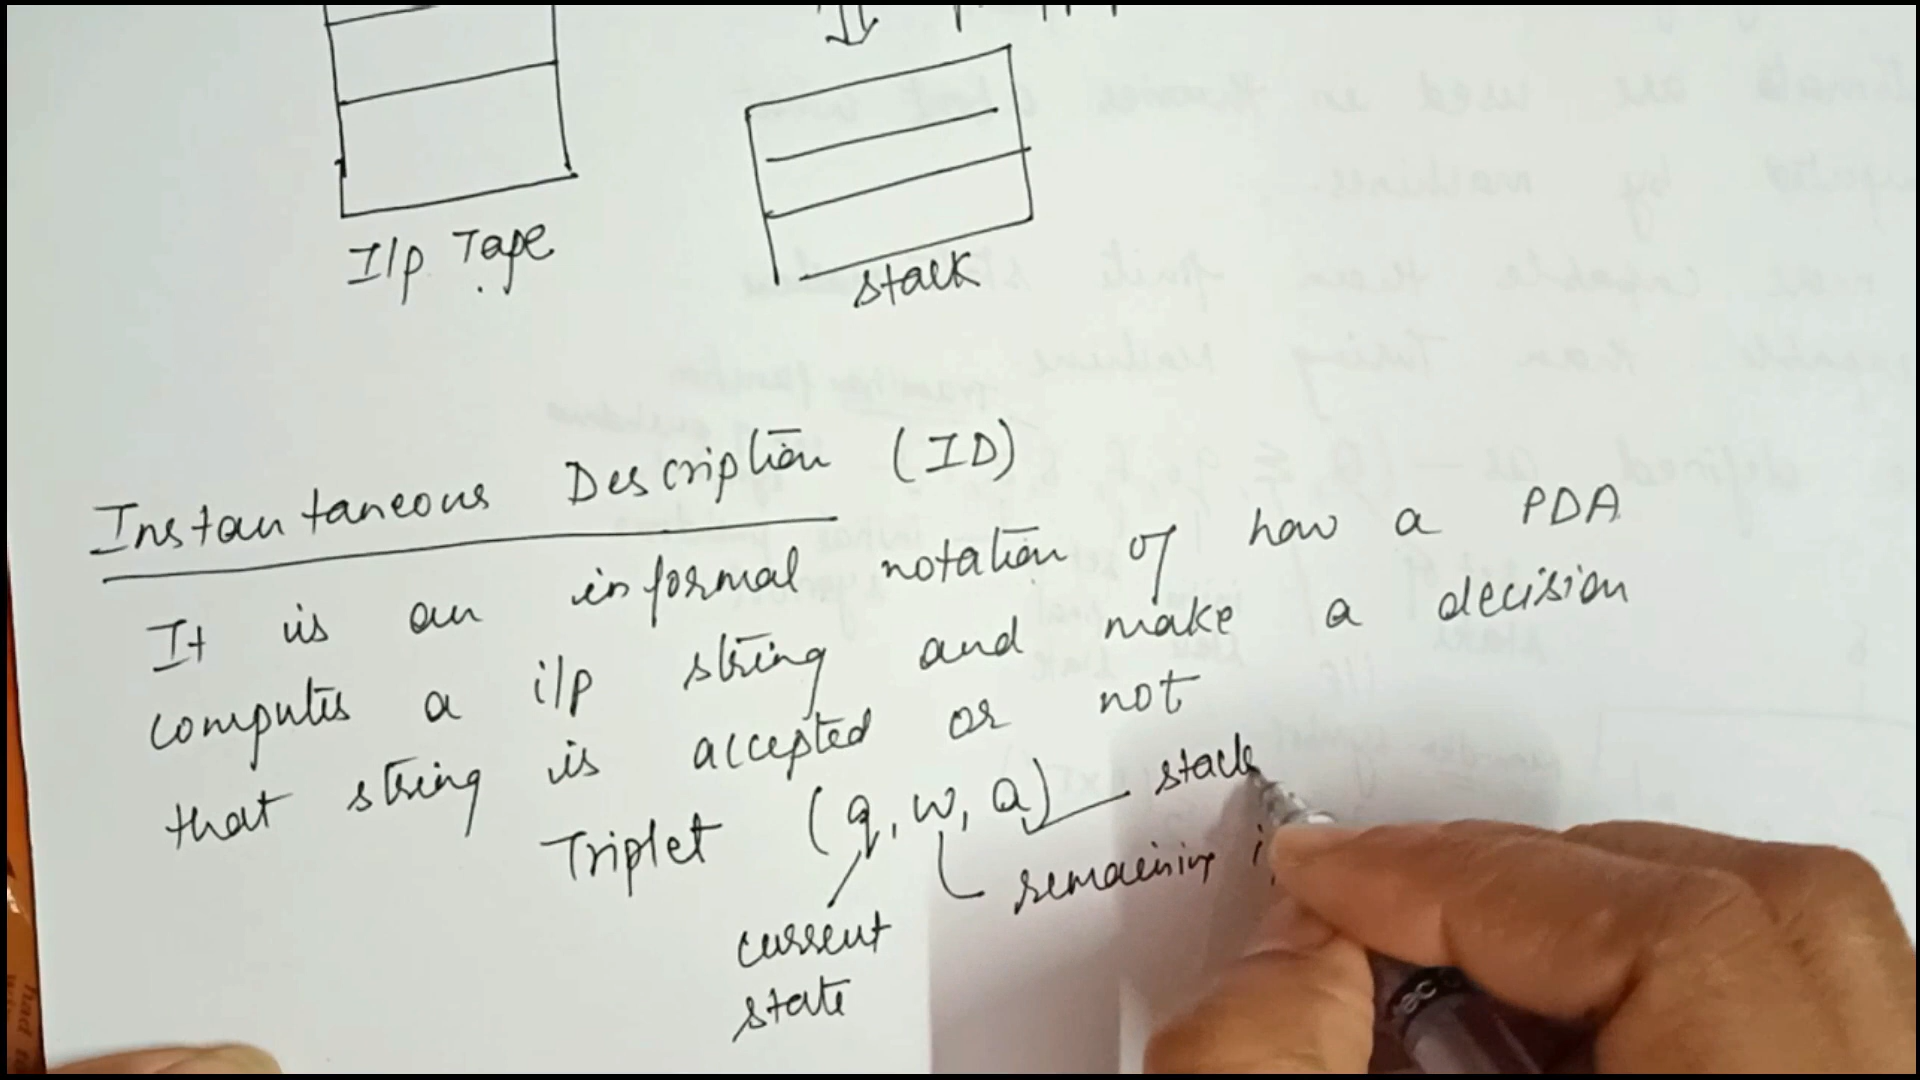 I/p Tape
stack
Instantaneous Description (ID)
It is an informal notation of how a PDA
computes a i/p string and make a decision
that string is accepted or not
Triplet (q, w, a) stack
remaining i
current
state